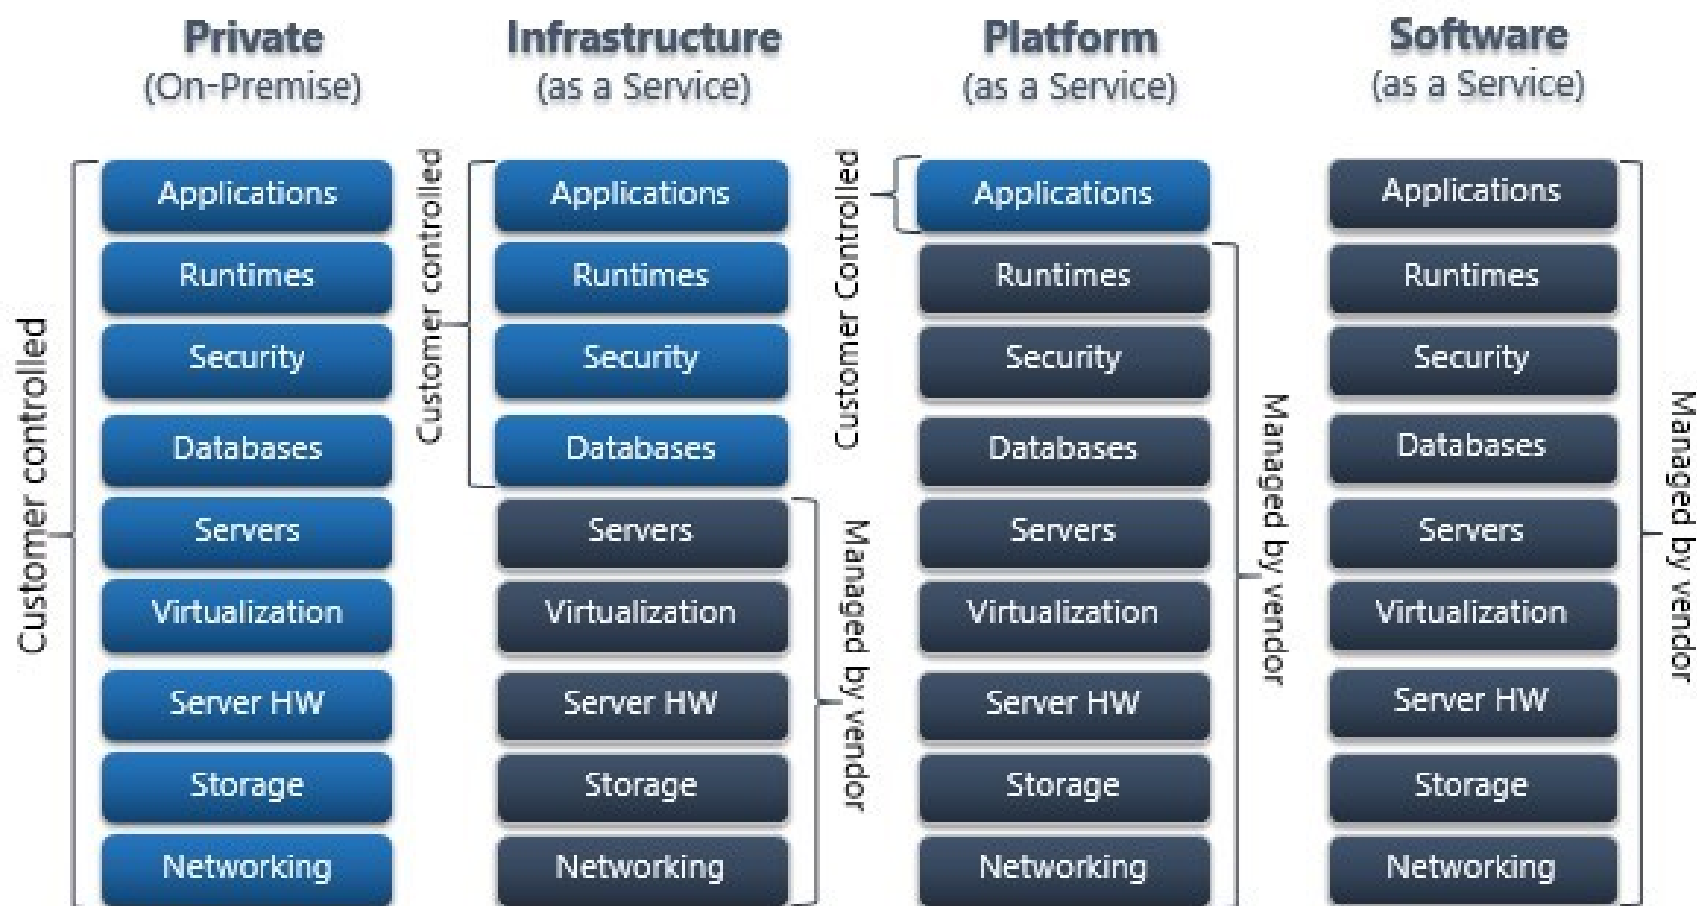 Private
(On-Premise)
Customer controlled
Applications
Runtimes
Security
Databases
Servers
Virtualization
Server HW
Storage
Networking
Infrastructure
(as a Service)
Customer controlled
Applications
Runtimes
Security
Databases
Servers
Virtualization
Server HW
Storage
Networking
Managed by vendor
Platform
(as a Service)
Customer Controlled
Applications
Runtimes
Security
Databases
Servers
Virtualization
Server HW
Storage
Networking
Managed by vendor
Software
(as a Service)
Applications
Runtimes
Security
Databases
Servers
Virtualization
Server HW
Storage
Networking
Managed by vendor